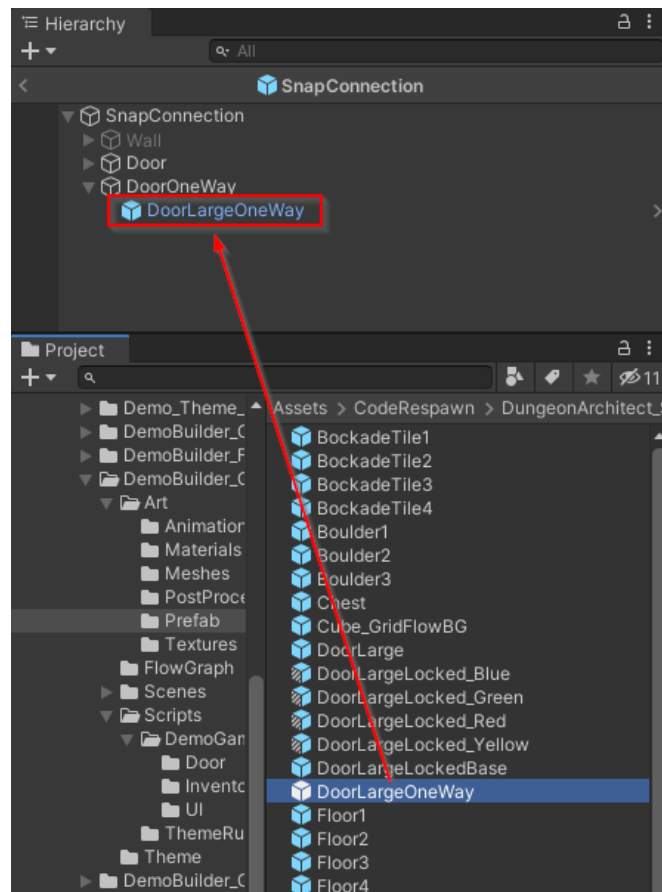 Hierarchy
All
SnapConnection
SnapConnection
Wall
Door
DoorOneWay
DoorLargeOneWay
Project
11
Demo_Theme_
DemoBuilder_C
DemoBuilder_F
DemoBuilder_C
Art
Animation
Materials
Meshes
PostProce
Prefab
Textures
FlowGraph
Scenes
Scripts
DemoGan
Door
Invento
UI
ThemeRu
Theme
DemoBuilder_C
Assets > CodeRespawn > DungeonArchitect_S
BockadeTile1
BockadeTile2
BockadeTile3
BockadeTile4
Boulder1
Boulder2
Boulder3
Chest
Cube_GridFlowBG
DoorLarge
DoorLargeLocked_Blue
DoorLargeLocked_Green
DoorLargeLocked_Red
DoorLargeLocked_Yellow
DoorLargeLockedBase
DoorLargeOneWay
Floor1
Floor2
Floor3
Floor4